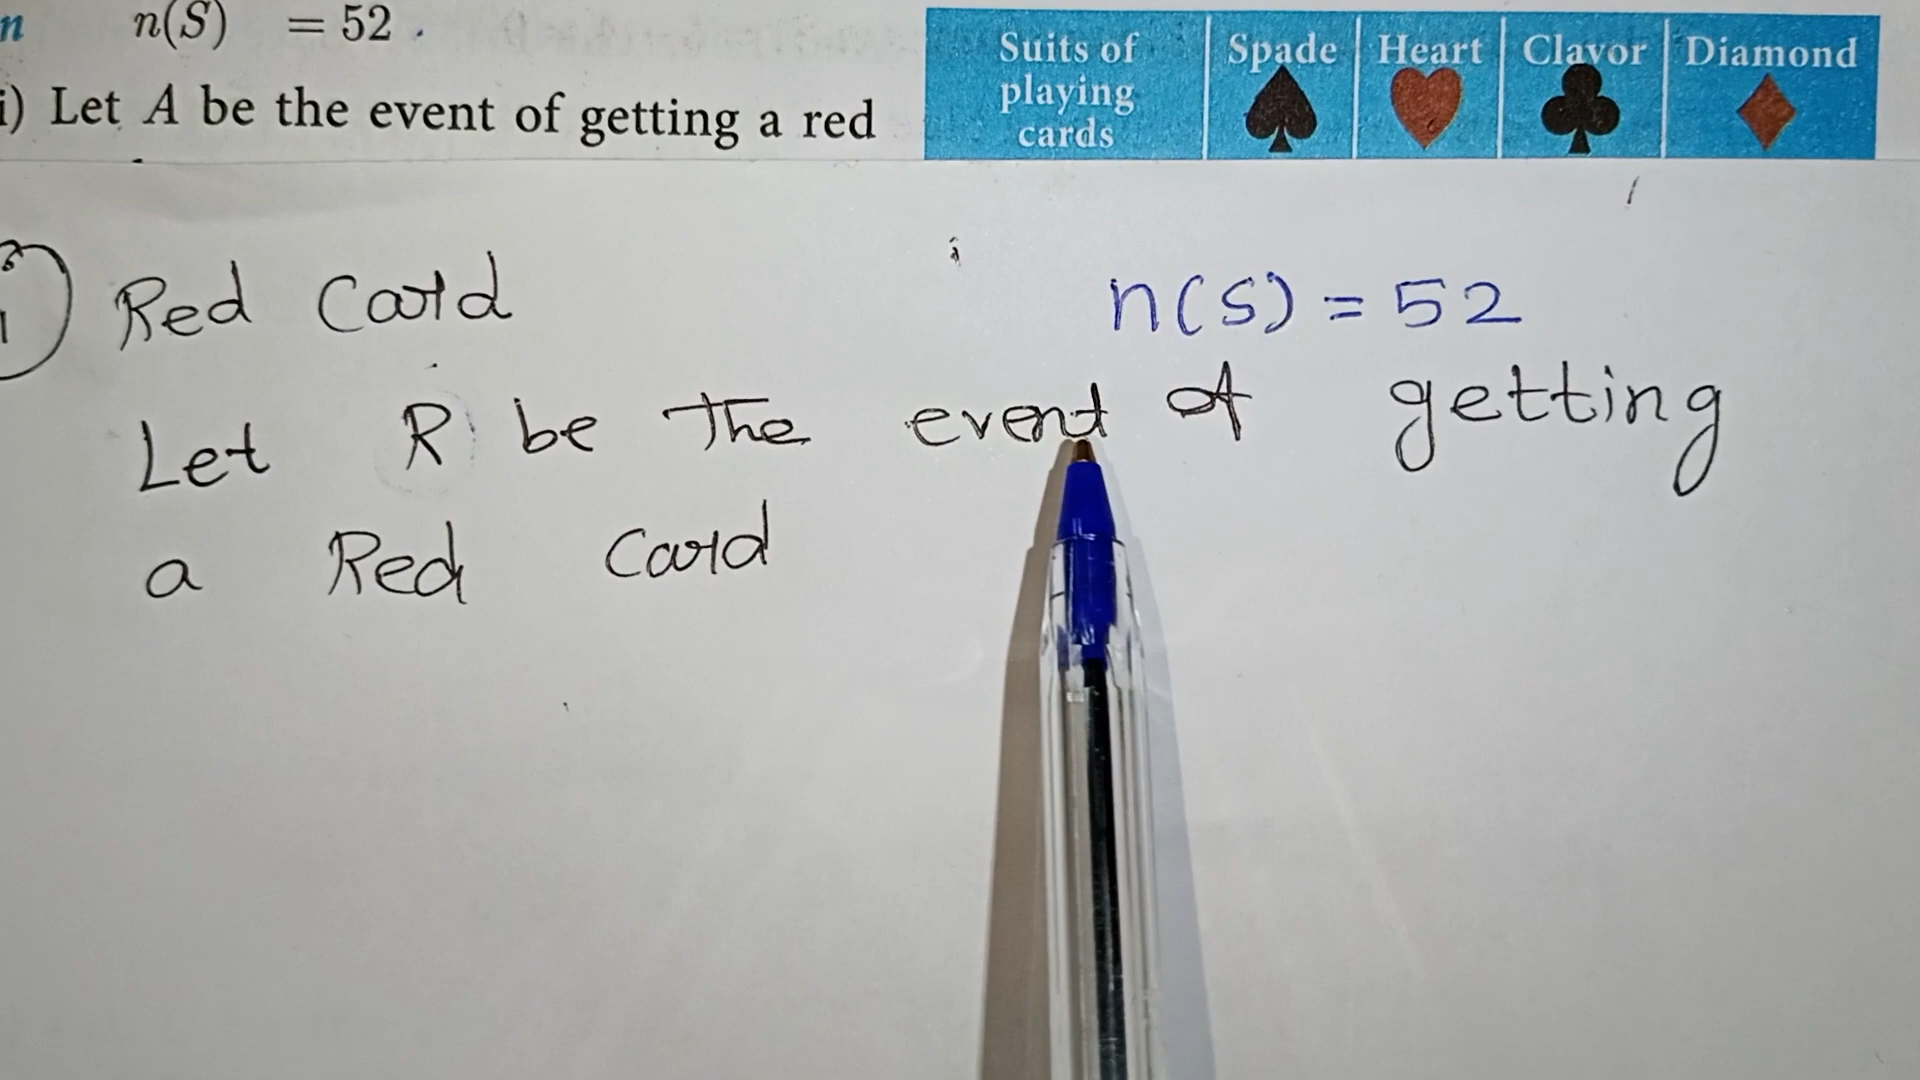 n n(S) = 52 .
i) Let A be the event of getting a red
Suits of playing cards Spade Heart Clavor Diamond
Red Card
n(S) = 52
Let R be the event of getting
a Red Card